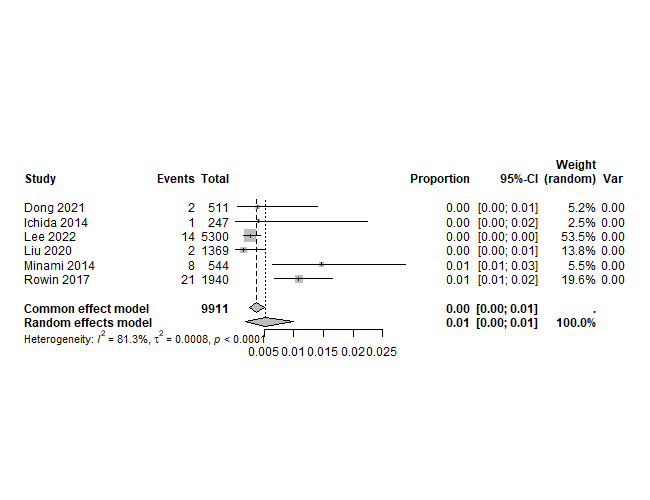 Weight
Study Events Total Proportion 95%-CI (random) Var
Dong 2021 2 511 0.00 [0.00; 0.01] 5.2% 0.00
Ichida 2014 1 247 0.00 [0.00; 0.02] 2.5% 0.00
Lee 2022 14 5300 0.00 [0.00; 0.00] 53.5% 0.00
Liu 2020 2 1369 0.00 [0.00; 0.01] 13.8% 0.00
Minami 2014 8 544 0.01 [0.01; 0.03] 5.5% 0.00
Rowin 2017 21 1940 0.01 [0.01; 0.02] 19.6% 0.00
Common effect model 9911 0.00 [0.00; 0.01] .
Random effects model 0.01 [0.00; 0.01] 100.0%
Heterogeneity: I² = 81.3%, τ² = 0.0008, p < 0.0001
0.005 0.01 0.015 0.02 0.025